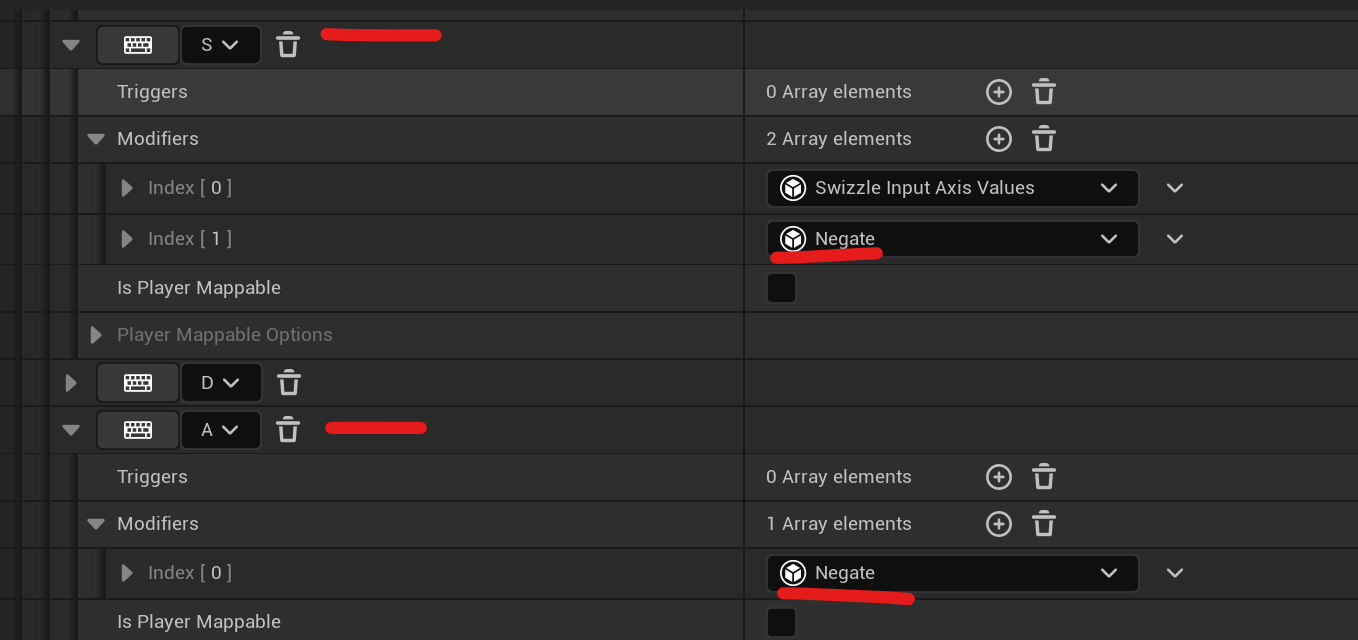 S
Triggers 0 Array elements
Modifiers 2 Array elements
Index [ 0 ] Swizzle Input Axis Values
Index [ 1 ] Negate
Is Player Mappable
Player Mappable Options
D
A
Triggers 0 Array elements
Modifiers 1 Array elements
Index [ 0 ] Negate
Is Player Mappable